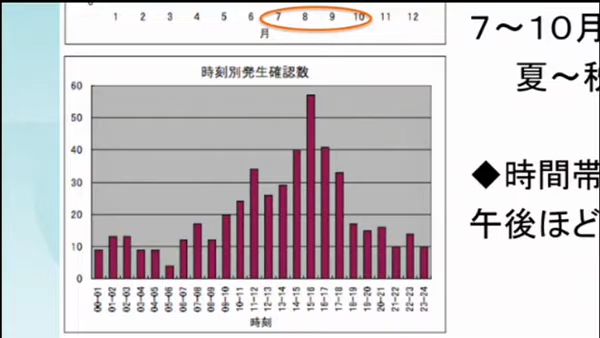 1 2 3 4 5 6 7 8 9 10 11 12
月
時刻別発生確認数
60
50
40
30
20
10
0
00-01 01-02 02-03 03-04 04-05 05-06 06-07 07-08 08-09 09-10 10-11 11-12 12-13 13-14 14-15 15-16 16-17 17-18 18-19 19-20 20-21 21-22 22-23 23-24
時刻
7～10月
夏～秋
◆時間帯
午後ほど